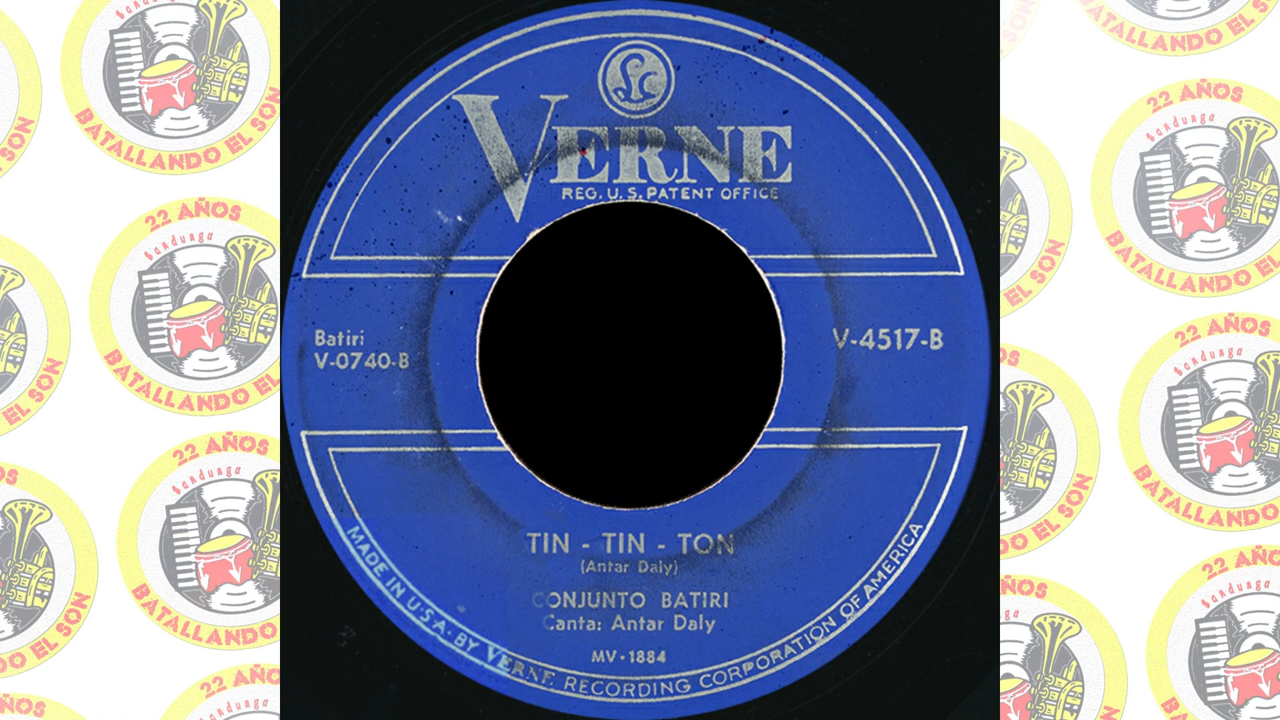 VERNE
REG. U.S. PATENT OFFICE
Batiri
V-0740-B
V-4517-B
TIN - TIN - TON
(Antar Daly)
CONJUNTO BATIRI
Canta: Antar Daly
MV-1884
MADE IN U.S.A. BY VERNE RECORDING CORPORATION OF AMERICA
22 AÑOS
Sandunga
BATALLANDO EL SON